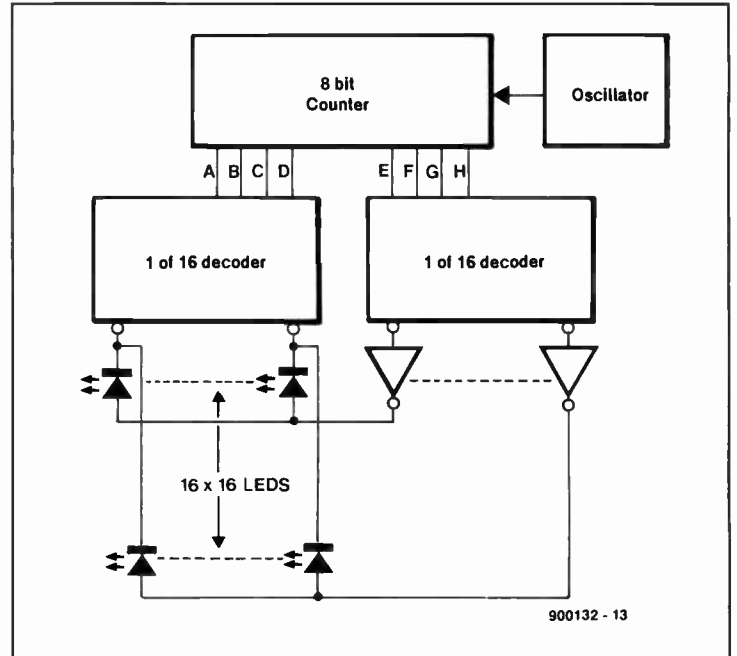 8 bit
Counter
Oscillator
A B C D E F G H
1 of 16 decoder
1 of 16 decoder
16 x 16 LEDS
900132 - 13